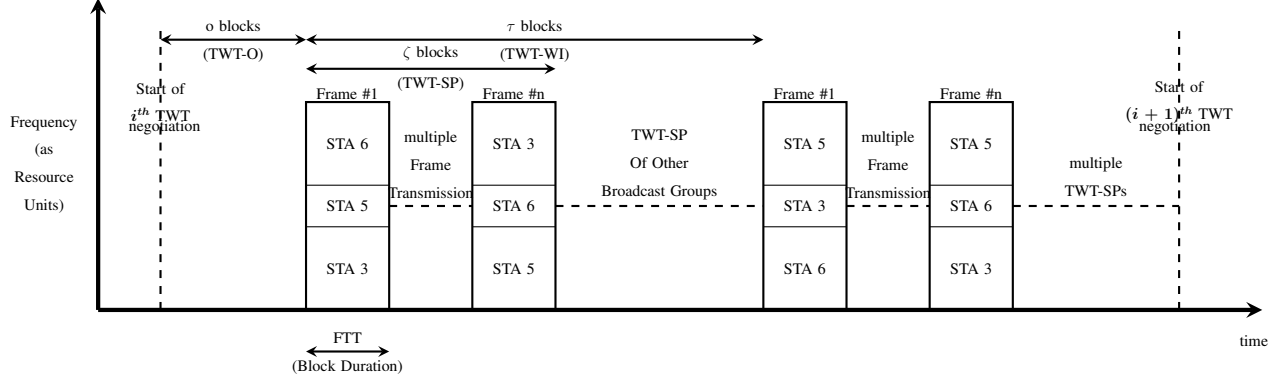 o blocks
(TWT-O)
τ blocks
(TWT-WI)
ζ blocks
(TWT-SP)
Start of
i^{th} TWT
negotiation
Start of
(i + 1)^{th} TWT
negotiation
Frequency
(as
Resource
Units)
Frame #1
STA 6
STA 5
STA 3
multiple
Frame
Transmission
Frame #n
STA 3
STA 6
STA 5
TWT-SP
Of Other
Broadcast Groups
Frame #1
STA 5
STA 3
STA 6
multiple
Frame
Transmission
Frame #n
STA 5
STA 6
STA 3
multiple
TWT-SPs
FTT
(Block Duration)
time